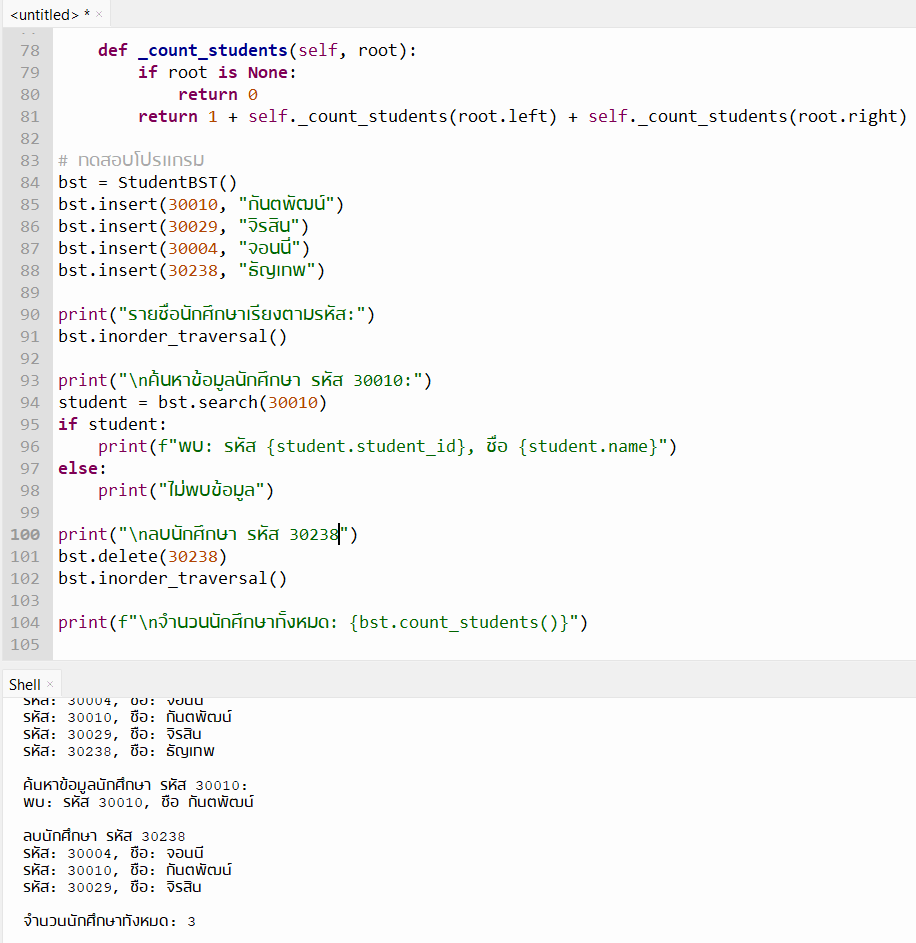 <untitled> * ×
78     def _count_students(self, root):
79         if root is None:
80             return 0
81         return 1 + self._count_students(root.left) + self._count_students(root.right)
82
83 # ทดสอบโปรแกรม
84 bst = StudentBST()
85 bst.insert(30010, "กันตพัฒน์")
86 bst.insert(30029, "จิรสิน")
87 bst.insert(30004, "จอนนี่")
88 bst.insert(30238, "ธัญเทพ")
89
90 print("รายชื่อนักศึกษาเรียงตามรหัส:")
91 bst.inorder_traversal()
92
93 print("\nค้นหาข้อมูลนักศึกษา รหัส 30010:")
94 student = bst.search(30010)
95 if student:
96     print(f"พบ: รหัส {student.student_id}, ชื่อ {student.name}")
97 else:
98     print("ไม่พบข้อมูล")
99
100 print("\nลบนักศึกษา รหัส 30238")
101 bst.delete(30238)
102 bst.inorder_traversal()
103
104 print(f"\nจำนวนนักศึกษาทั้งหมด: {bst.count_students()}")
105
Shell ×
รหัส: 30004, ชื่อ: จอนนี่
รหัส: 30010, ชื่อ: กันตพัฒน์
รหัส: 30029, ชื่อ: จิรสิน
รหัส: 30238, ชื่อ: ธัญเทพ
ค้นหาข้อมูลนักศึกษา รหัส 30010:
พบ: รหัส 30010, ชื่อ กันตพัฒน์
ลบนักศึกษา รหัส 30238
รหัส: 30004, ชื่อ: จอนนี่
รหัส: 30010, ชื่อ: กันตพัฒน์
รหัส: 30029, ชื่อ: จิรสิน
จำนวนนักศึกษาทั้งหมด: 3